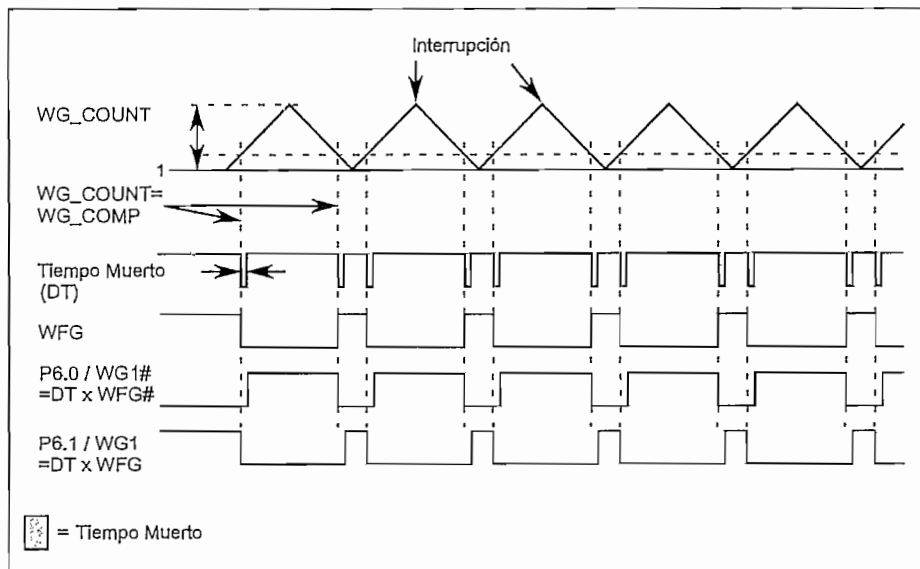 Interrupción
WG_COUNT
1
WG_COUNT=
WG_COMP
Tiempo Muerto
(DT)
WFG
P6.0 / WG1#
=DT x WFG#
P6.1 / WG1
=DT x WFG
= Tiempo Muerto